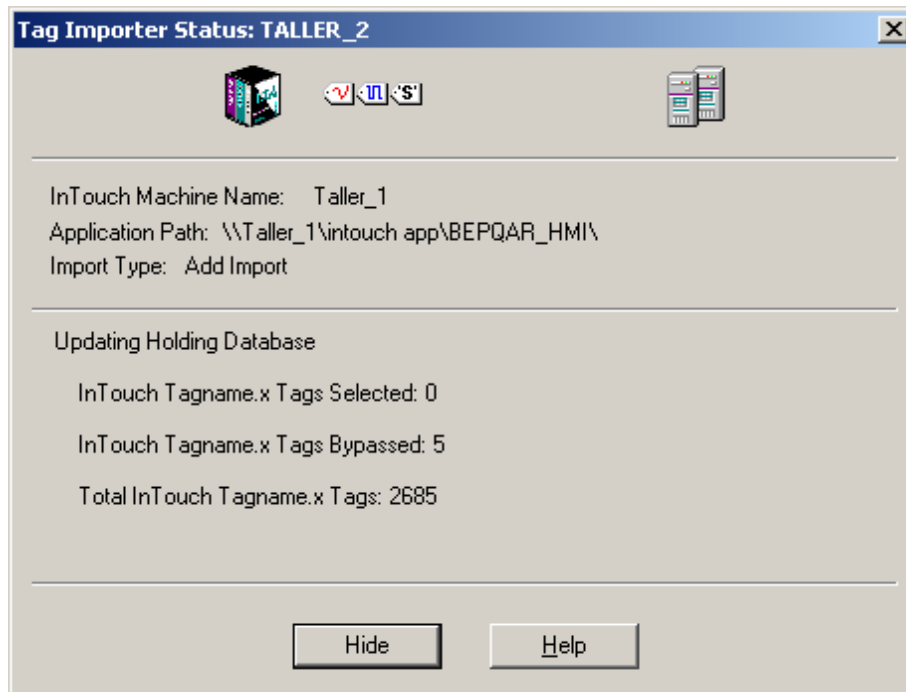 Tag Importer Status: TALLER_2
'S'
InTouch Machine Name: Taller_1
Application Path: \\Taller_1\intouch app\BEPQAR_HMI\
Import Type: Add Import
Updating Holding Database
InTouch Tagname.x Tags Selected: 0
InTouch Tagname.x Tags Bypassed: 5
Total InTouch Tagname.x Tags: 2685
Hide
Help